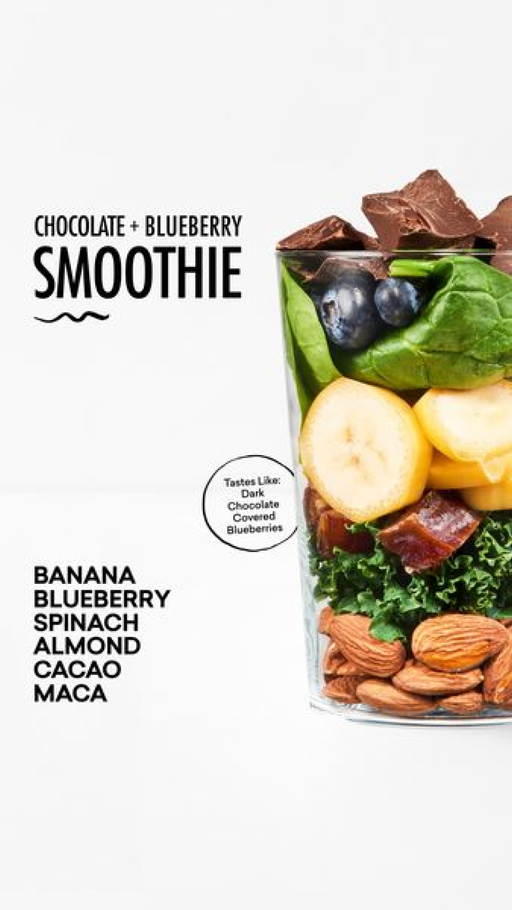 CHOCOLATE + BLUEBERRY
SMOOTHIE
Tastes Like:
Dark
Chocolate
Covered
Blueberries
BANANA
BLUEBERRY
SPINACH
ALMOND
CACAO
MACA